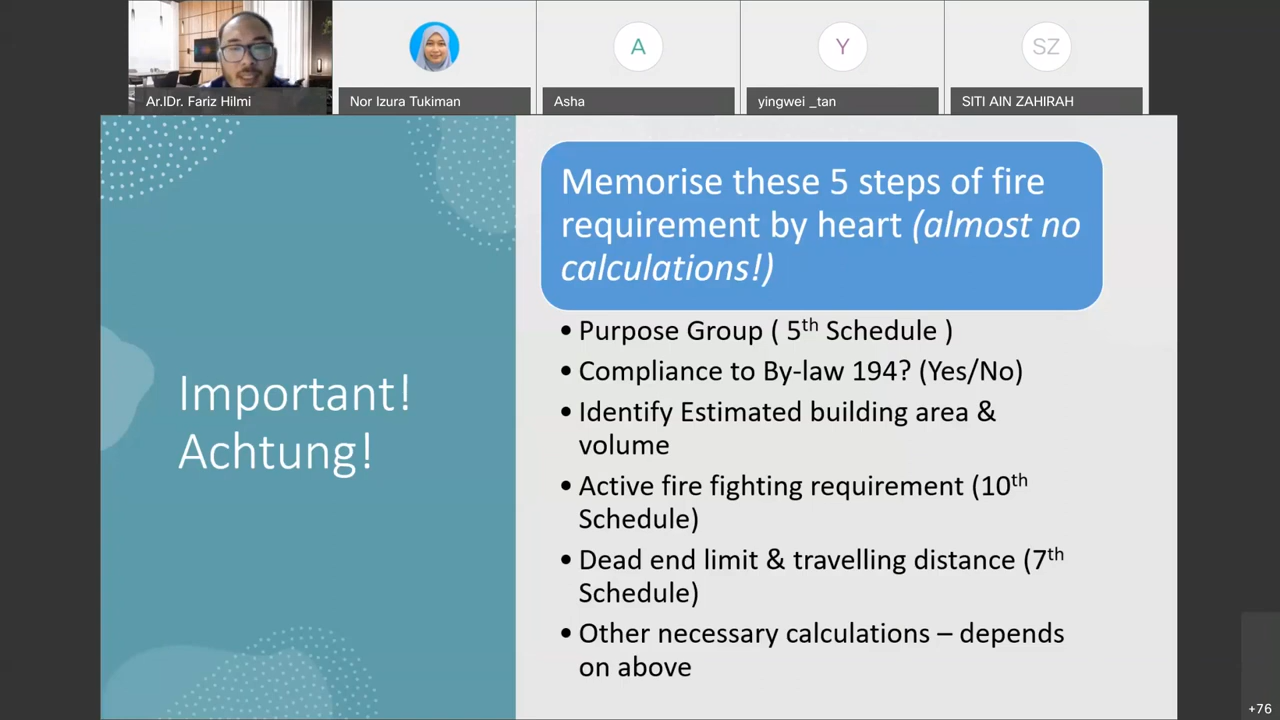 A
Y
SZ
Ar.IDr. Fariz Hilmi
Nor Izura Tukiman
Asha
yingwei _tan
SITI AIN ZAHIRAH
Important!
Achtung!
Memorise these 5 steps of fire
requirement by heart (almost no
calculations!)
• Purpose Group ( 5th Schedule )
• Compliance to By-law 194? (Yes/No)
• Identify Estimated building area &
volume
• Active fire fighting requirement (10th
Schedule)
• Dead end limit & travelling distance (7th
Schedule)
• Other necessary calculations – depends
on above
+76